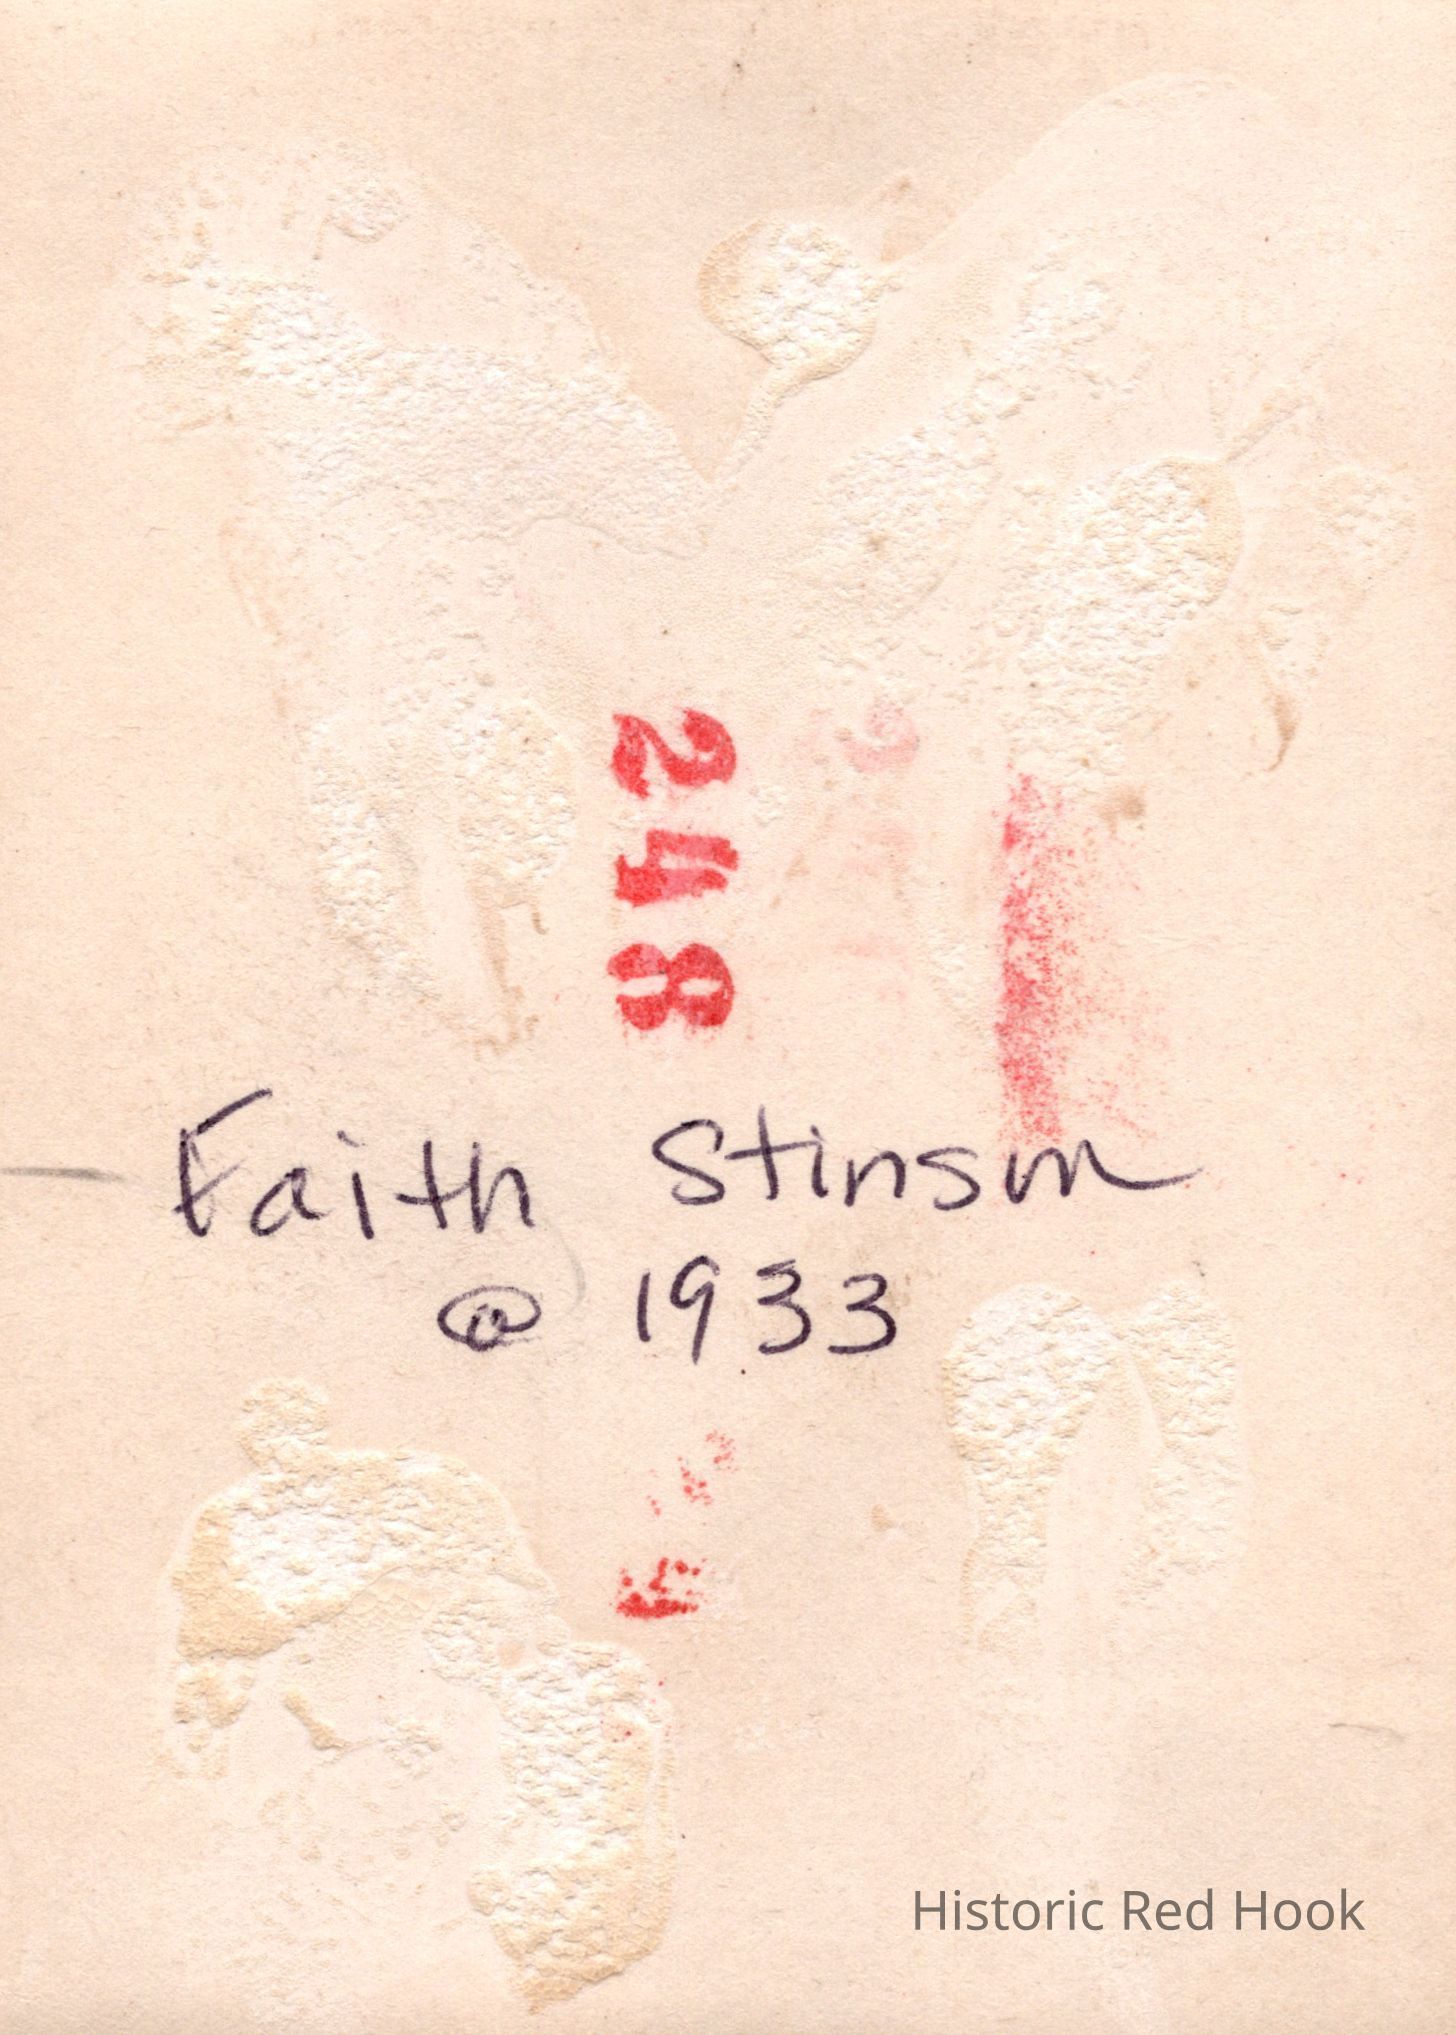 248
Faith Stinson
@ 1933
Historic Red Hook